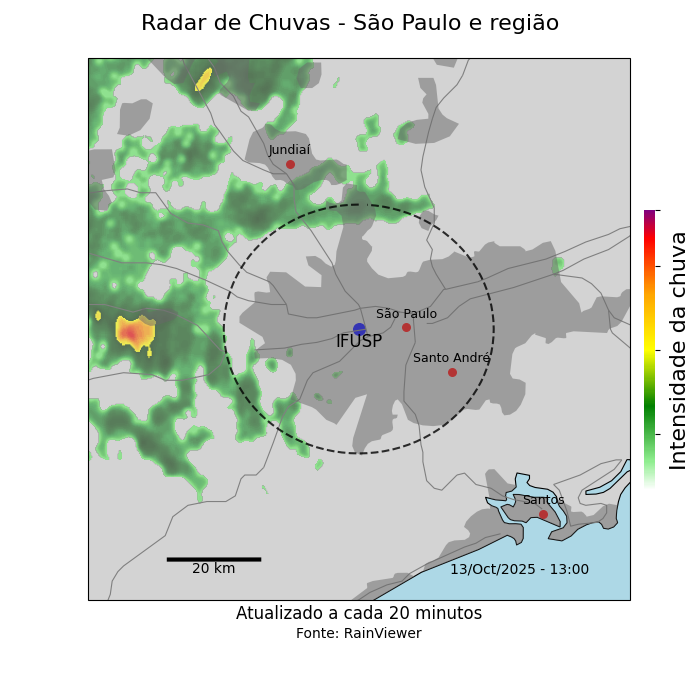 Radar de Chuvas - São Paulo e região
Jundiaí
São Paulo
IFUSP
Santo André
Santos
20 km
13/Oct/2025 - 13:00
Intensidade da chuva
Atualizado a cada 20 minutos
Fonte: RainViewer